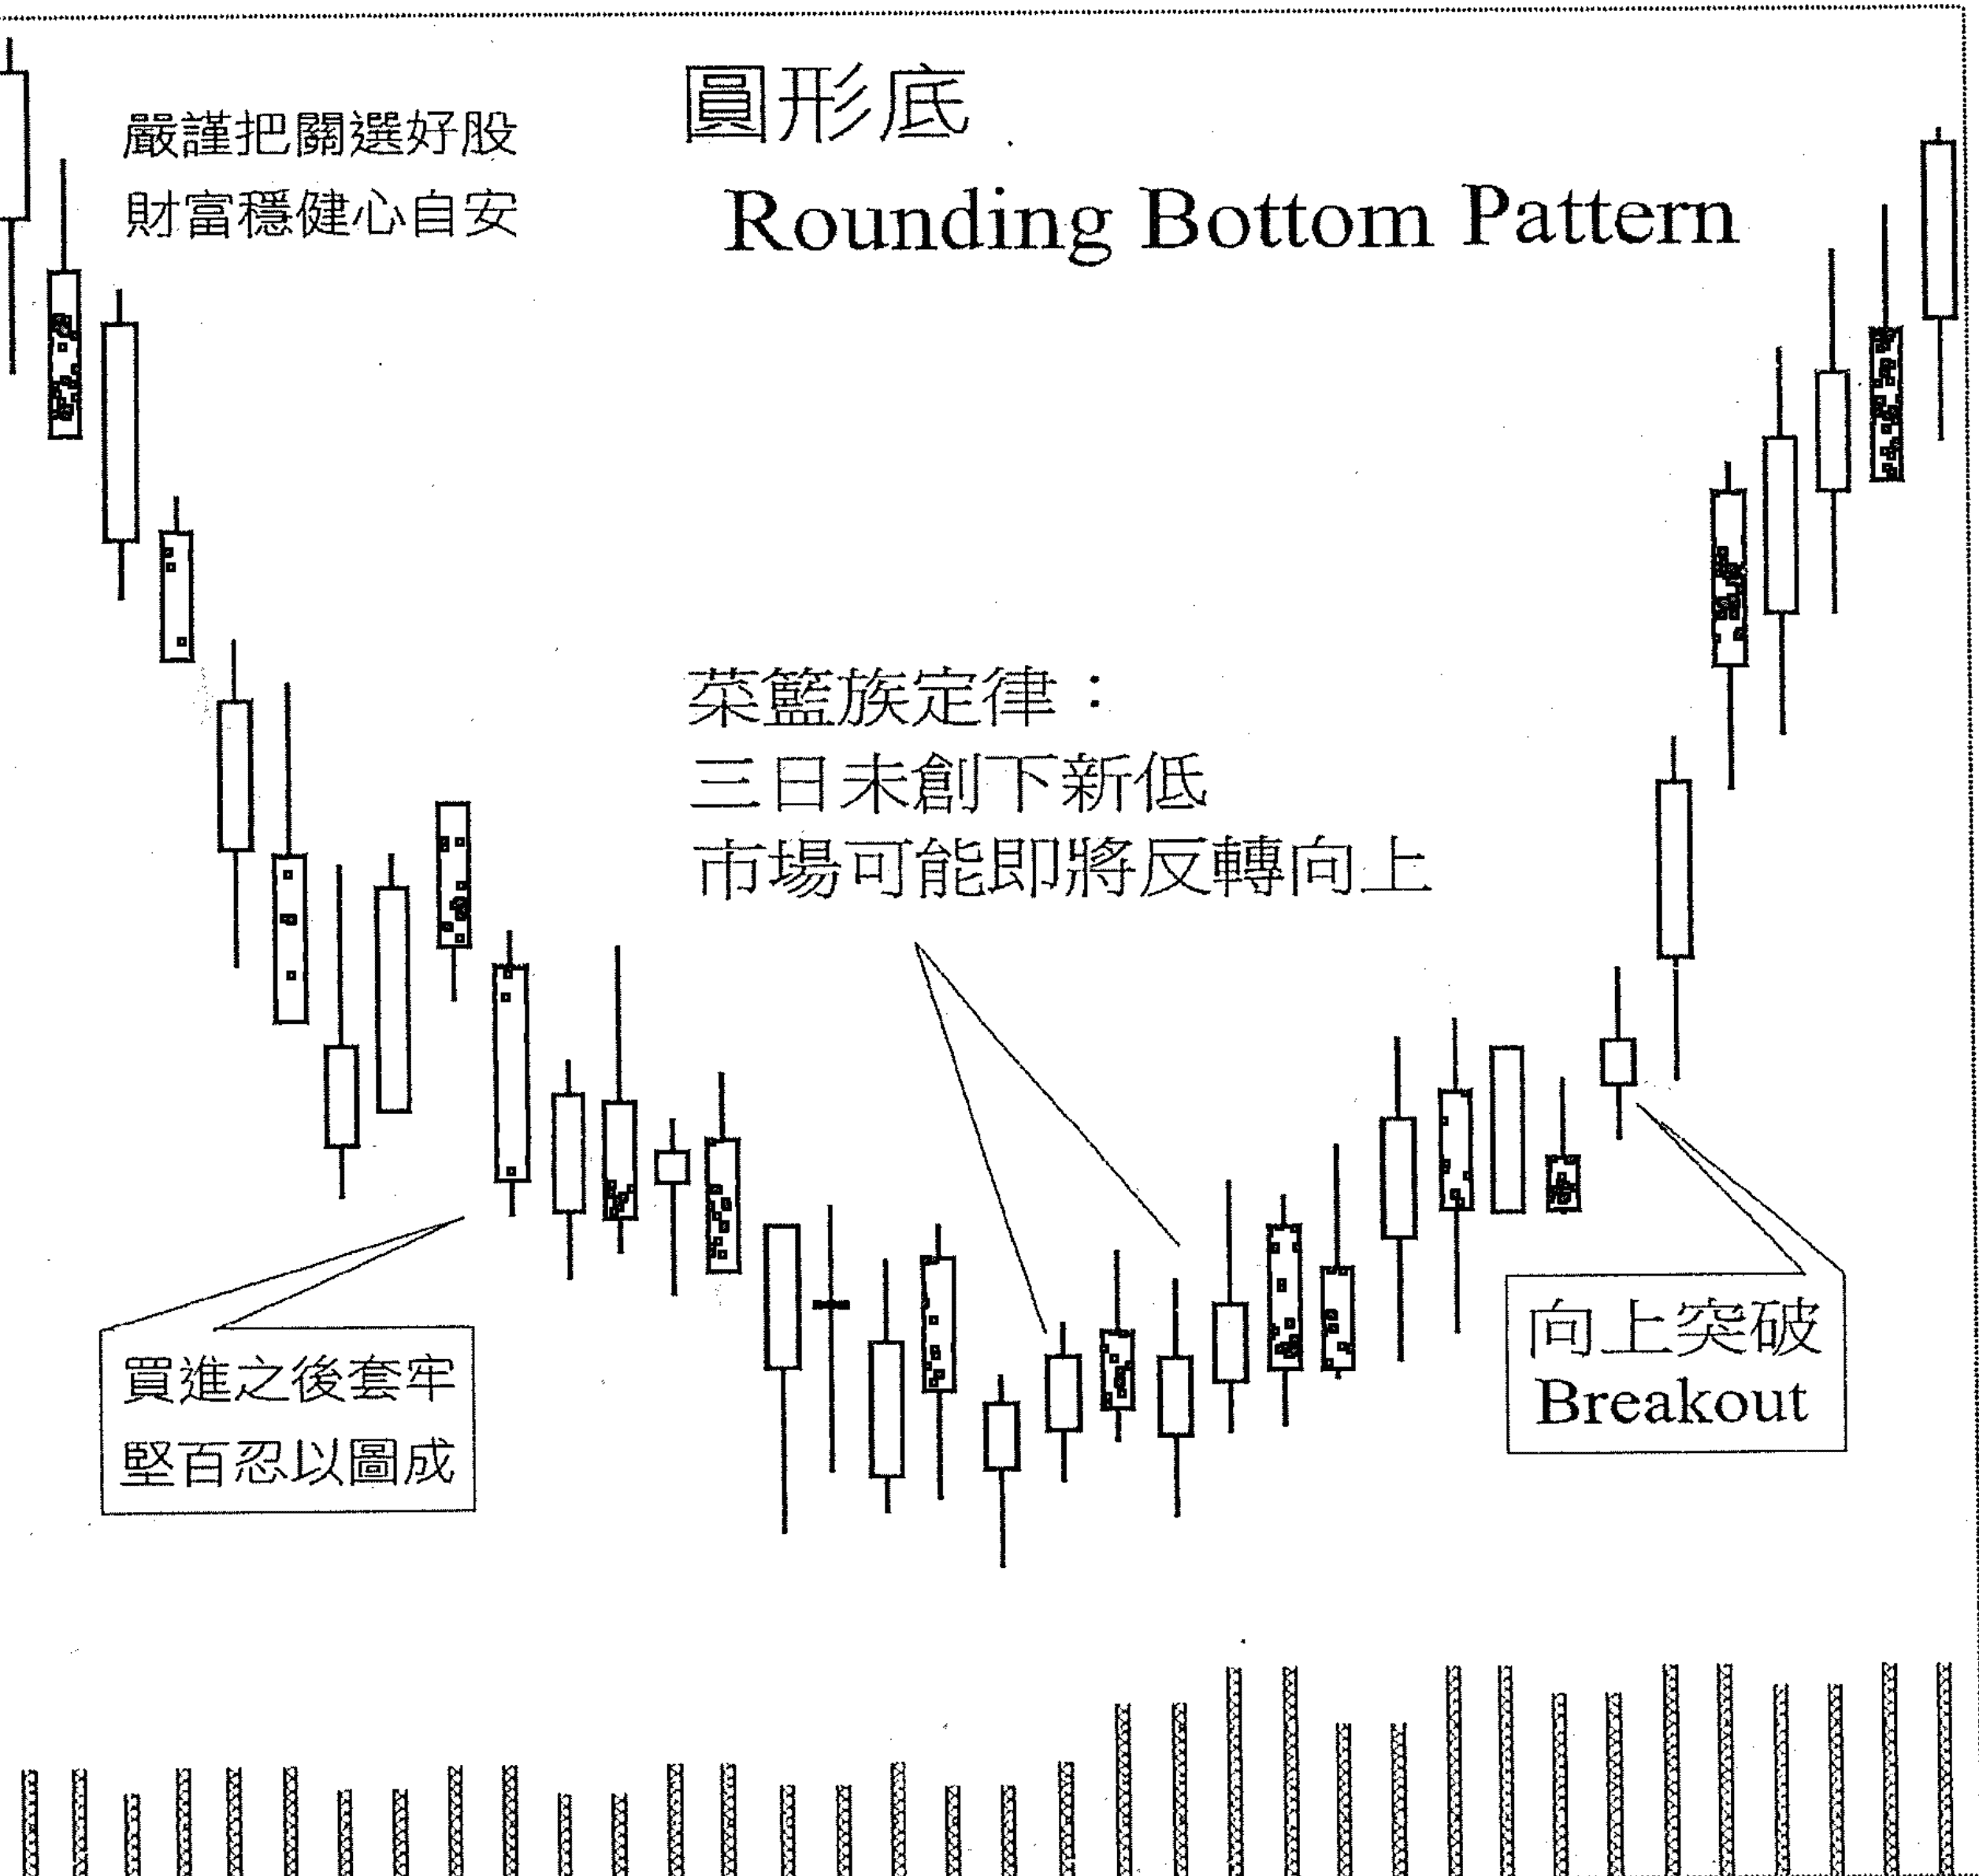 圓形底
嚴謹把關選好股
財富穩健心自安
Rounding Bottom Pattern
菜籃族定律：
三日未創下新低
市場可能即將反轉向上
買進之後套牢
堅百忍以圖成
向上突破
Breakout